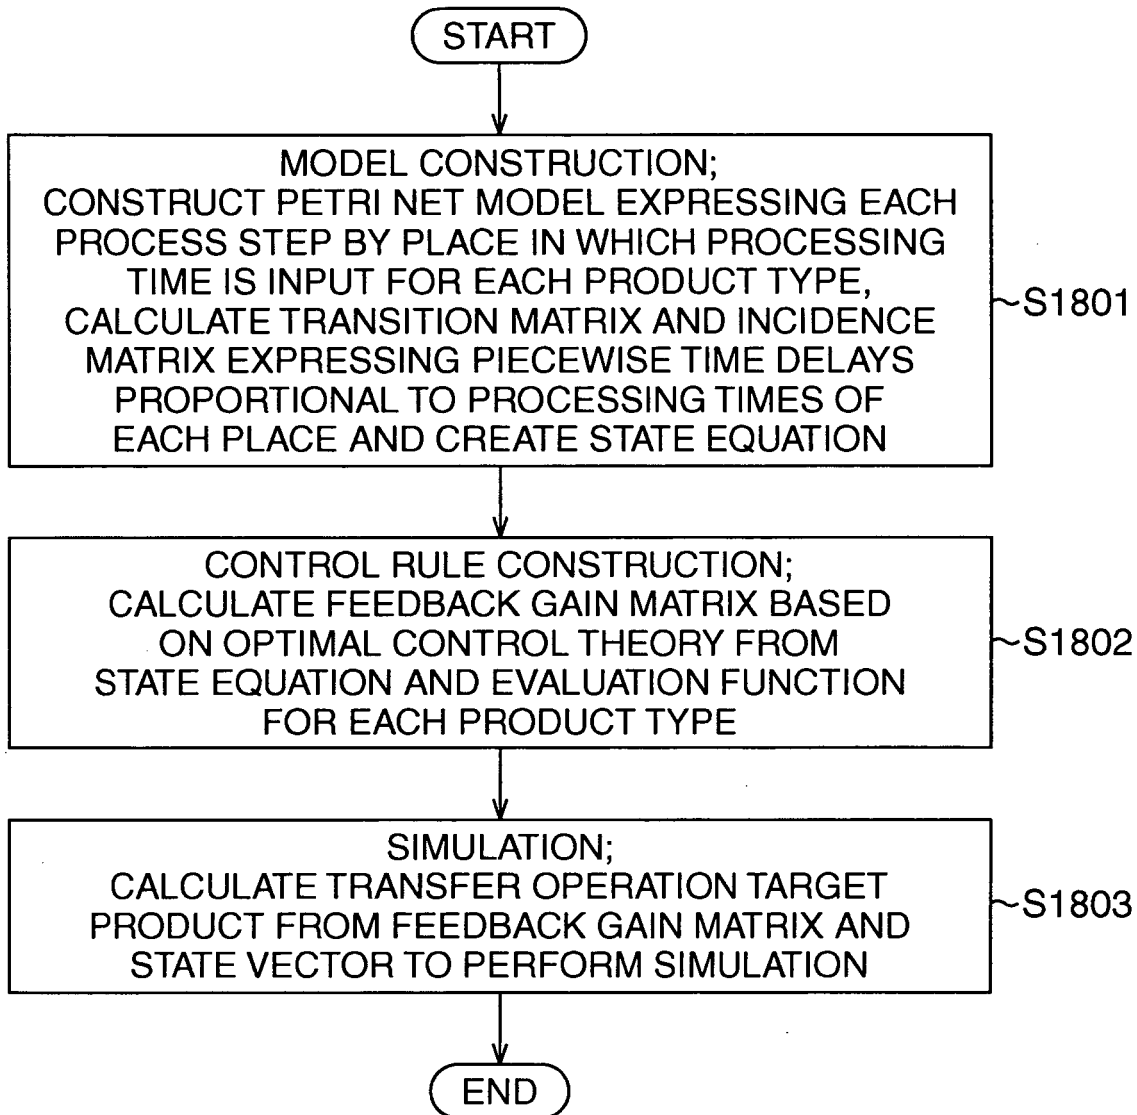 START
MODEL CONSTRUCTION;
CONSTRUCT PETRI NET MODEL EXPRESSING EACH
PROCESS STEP BY PLACE IN WHICH PROCESSING
TIME IS INPUT FOR EACH PRODUCT TYPE,
CALCULATE TRANSITION MATRIX AND INCIDENCE
MATRIX EXPRESSING PIECEWISE TIME DELAYS
PROPORTIONAL TO PROCESSING TIMES OF
EACH PLACE AND CREATE STATE EQUATION
~S1801
CONTROL RULE CONSTRUCTION;
CALCULATE FEEDBACK GAIN MATRIX BASED
ON OPTIMAL CONTROL THEORY FROM
STATE EQUATION AND EVALUATION FUNCTION
FOR EACH PRODUCT TYPE
~S1802
SIMULATION;
CALCULATE TRANSFER OPERATION TARGET
PRODUCT FROM FEEDBACK GAIN MATRIX AND
STATE VECTOR TO PERFORM SIMULATION
~S1803
END